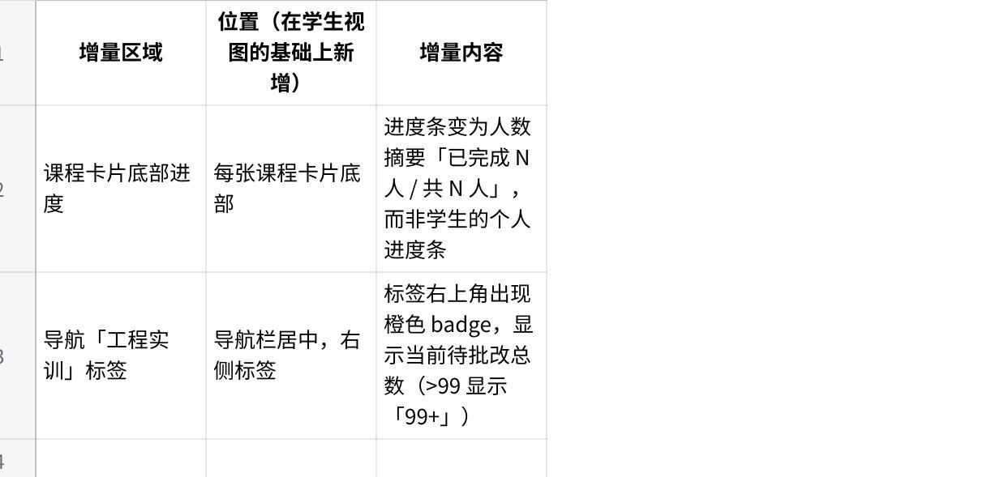 1
增量区域
位置（在学生视
图的基础上新
增）
增量内容
2
课程卡片底部进
度
每张课程卡片底
部
进度条变为人数
摘要「已完成 N
人 / 共 N 人」，
而非学生的个人
进度条
3
导航「工程实
训」标签
导航栏居中，右
侧标签
标签右上角出现
橙色 badge，显
示当前待批改总
数（>99 显示
「99+」）
4